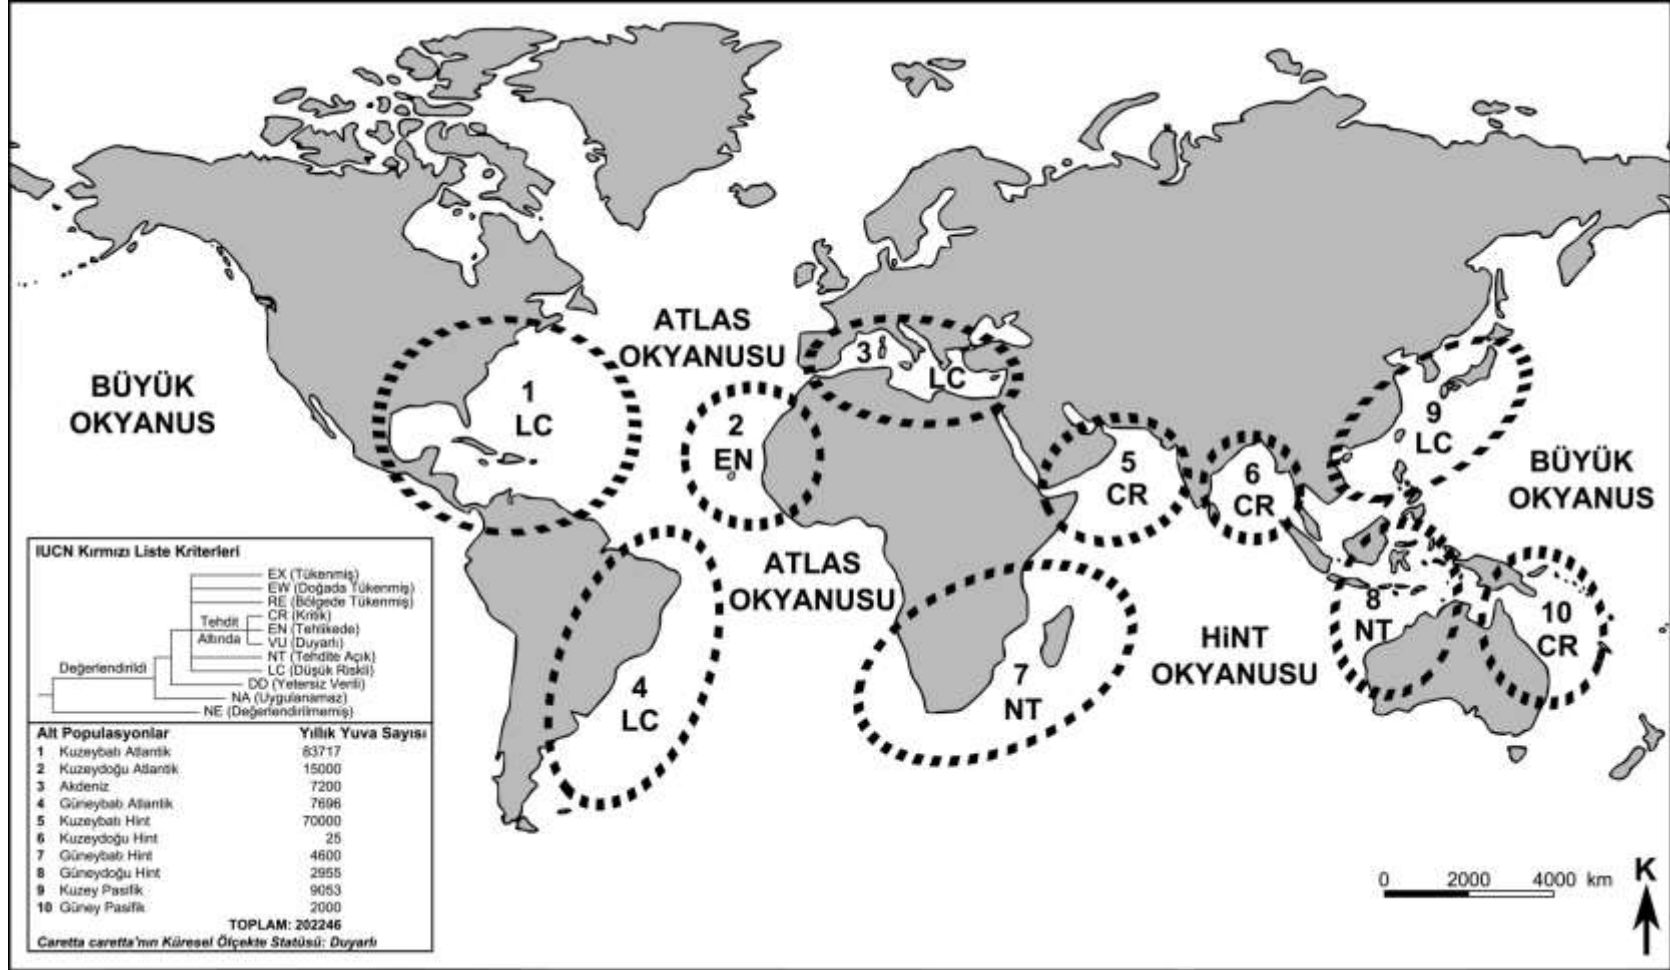 ATLAS
OKYANUSU
BÜYÜK
OKYANUS
1
LC
2
EN
3
LC
5
CR
6
CR
9
LC
BÜYÜK
OKYANUS
ATLAS
OKYANUSU
4
LC
7
NT
HiNT
OKYANUSU
8
NT
10
CR
IUCN Kırmızı Liste Kriterleri
EX (Tükenmiş)
EW (Doğada Tükenmiş)
RE (Bölgede Tükenmiş)
Tehdit
Altında
CR (Kritik)
EN (Tehlikede)
VU (Duyarlı)
NT (Tehdite Açık)
LC (Düşük Riskli)
Değerlendirildi
DD (Yetersiz Verili)
NA (Uygulanamaz)
NE (Değerlendirilmemiş)
Alt Populasyonlar Yıllık Yuva Sayısı
1 Kuzeybatı Atlantik 83717
2 Kuzeydoğu Atlantik 15000
3 Akdeniz 7200
4 Güneybatı Atlantik 7696
5 Kuzeybatı Hint 70000
6 Kuzeydoğu Hint 25
7 Güneybatı Hint 4600
8 Güneydoğu Hint 2955
9 Kuzey Pasifik 9053
10 Güney Pasifik 2000
TOPLAM: 202246
Caretta caretta'nın Küresel Ölçekte Statüsü: Duyarlı
0 2000 4000 km
K